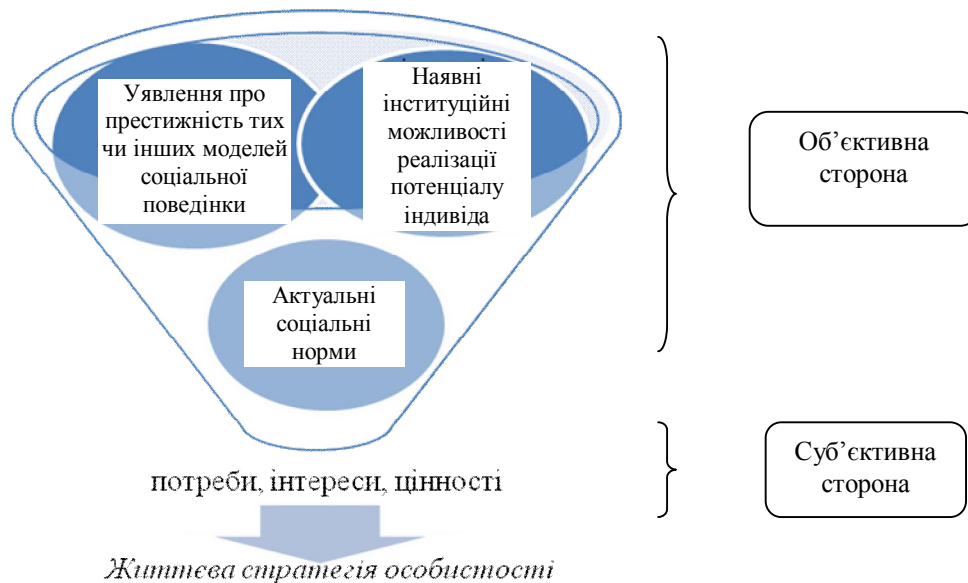 Уявлення про
престижність тих
чи інших моделей
соціальної
поведінки
Наявні
інституційні
можливості
реалізації
потенціалу
індивіда
Актуальні
соціальні
норми
Об’єктивна
сторона
потреби, інтереси, цінності
Суб’єктивна
сторона
Життєва стратегія особистості